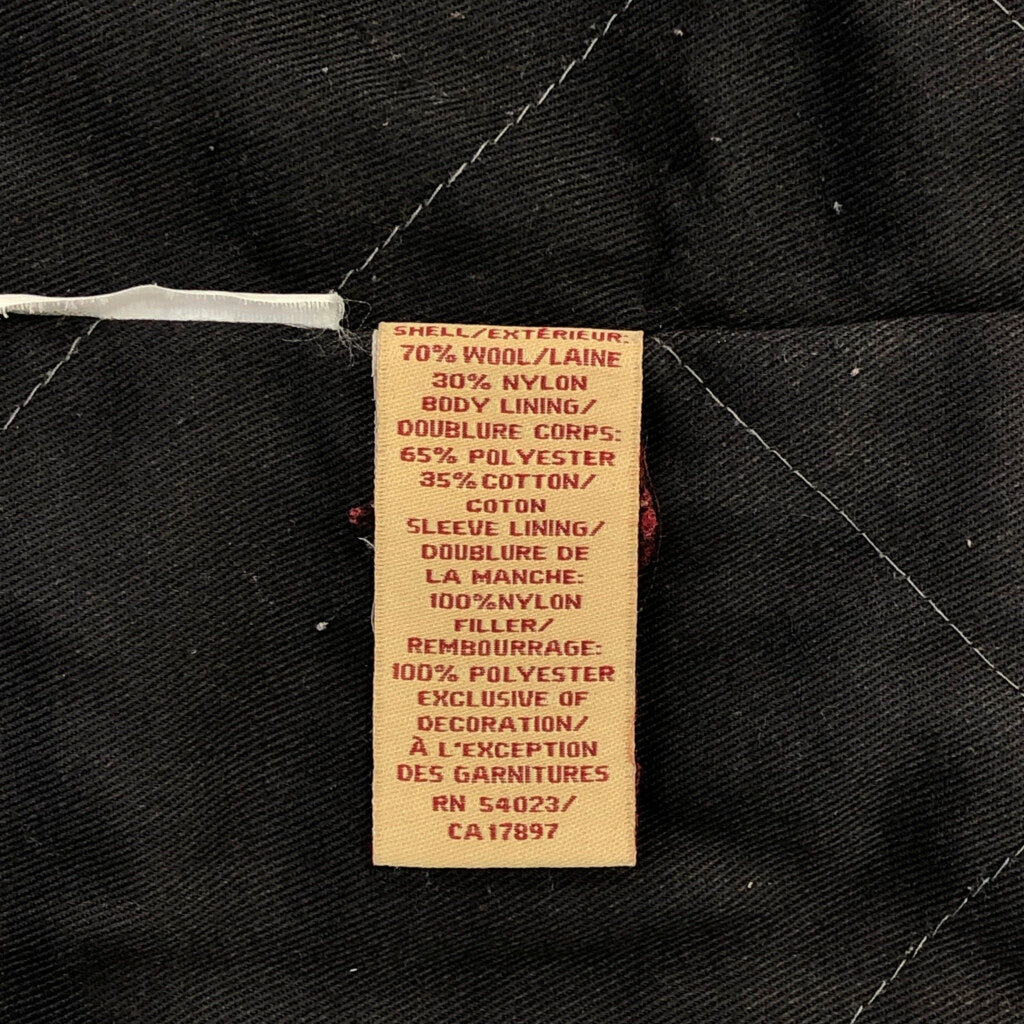 SHELL/EXTÉRIEUR:
70% WOOL/LAINE
30% NYLON
BODY LINING/
DOUBLURE CORPS:
65% POLYESTER
35% COTTON/
COTON
SLEEVE LINING/
DOUBLURE DE
LA MANCHE:
100% NYLON
FILLER/
REMBOURRAGE:
100% POLYESTER
EXCLUSIVE OF
DECORATION/
À L'EXCEPTION
DES GARNITURES
RN 54023/
CA 17897